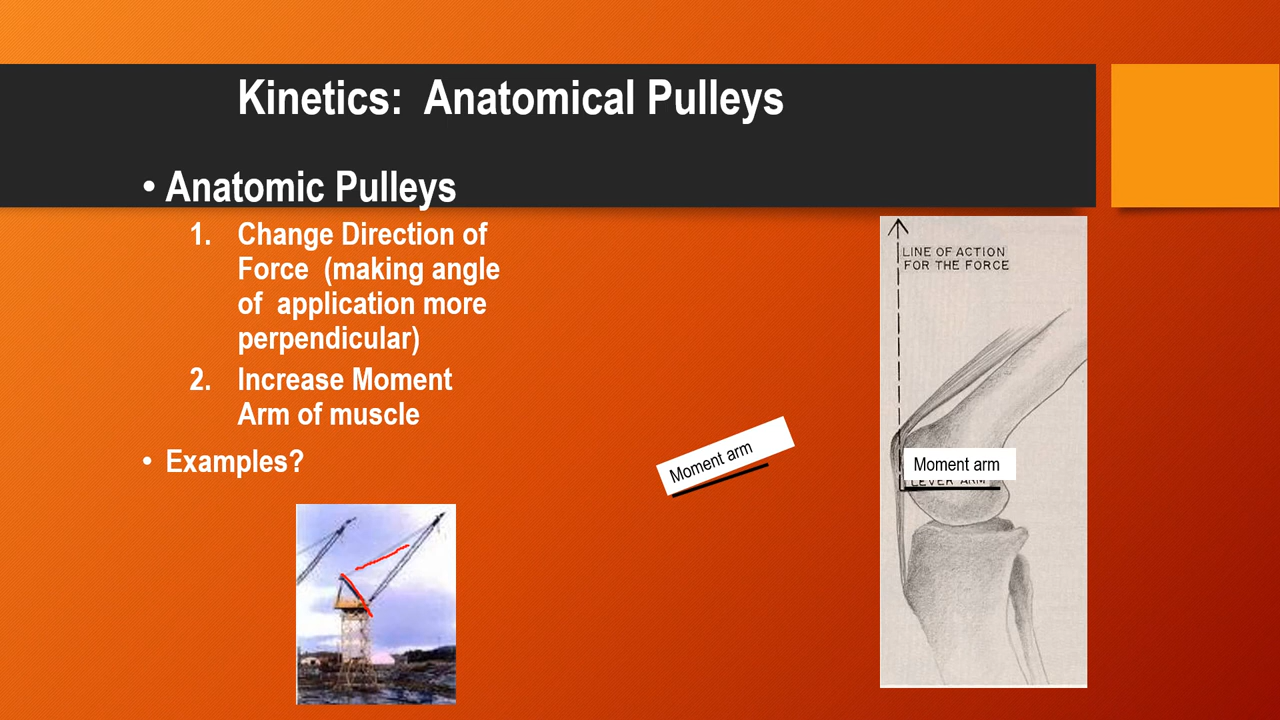 Kinetics:  Anatomical Pulleys
• Anatomic Pulleys
1. Change Direction of
Force  (making angle
of  application more
perpendicular)
2. Increase Moment
Arm of muscle
• Examples?
Moment arm
LINE OF ACTION
FOR THE FORCE
Moment arm
LEVER ARM